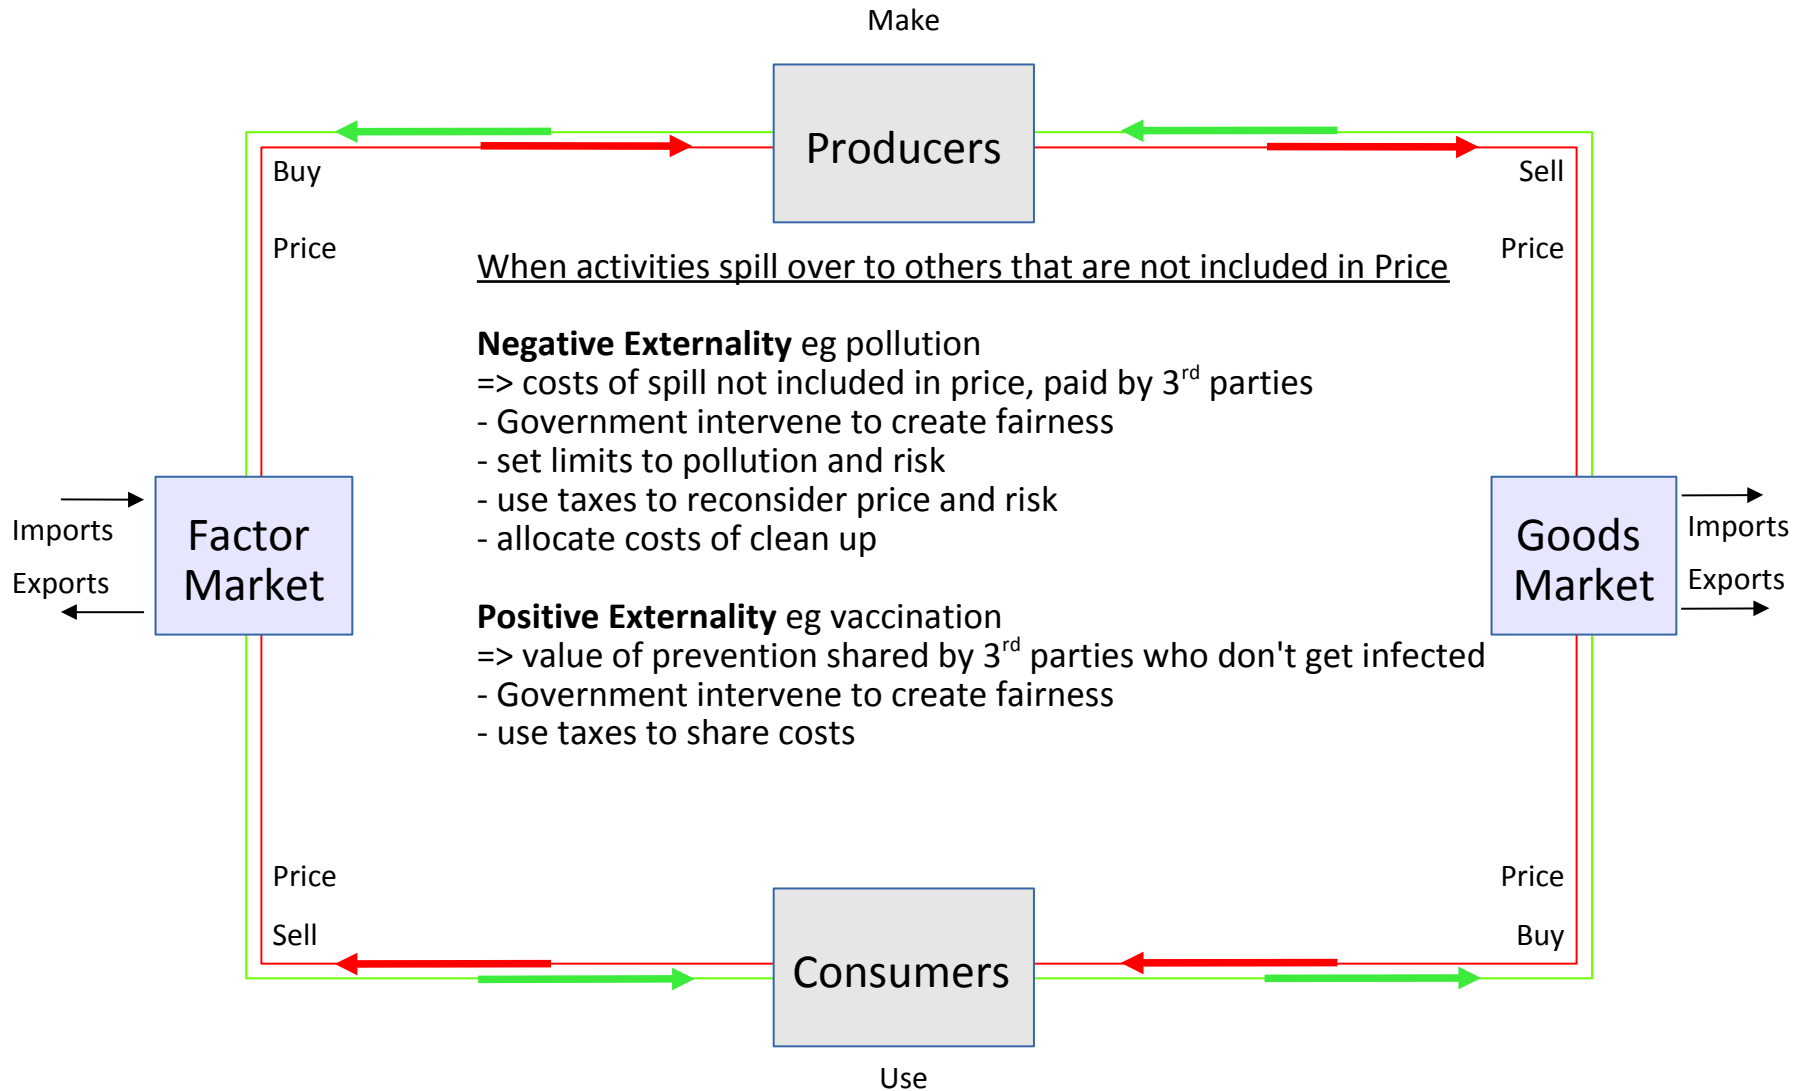 Make
Producers
Buy
Sell
Price
Price
When activities spill over to others that are not included in Price
Negative Externality eg pollution
=> costs of spill not included in price, paid by 3rd parties
- Government intervene to create fairness
- set limits to pollution and risk
- use taxes to reconsider price and risk
- allocate costs of clean up
Imports
Exports
Factor
Market
Goods
Market
Imports
Exports
Positive Externality eg vaccination
=> value of prevention shared by 3rd parties who don't get infected
- Government intervene to create fairness
- use taxes to share costs
Price
Sell
Price
Buy
Consumers
Use